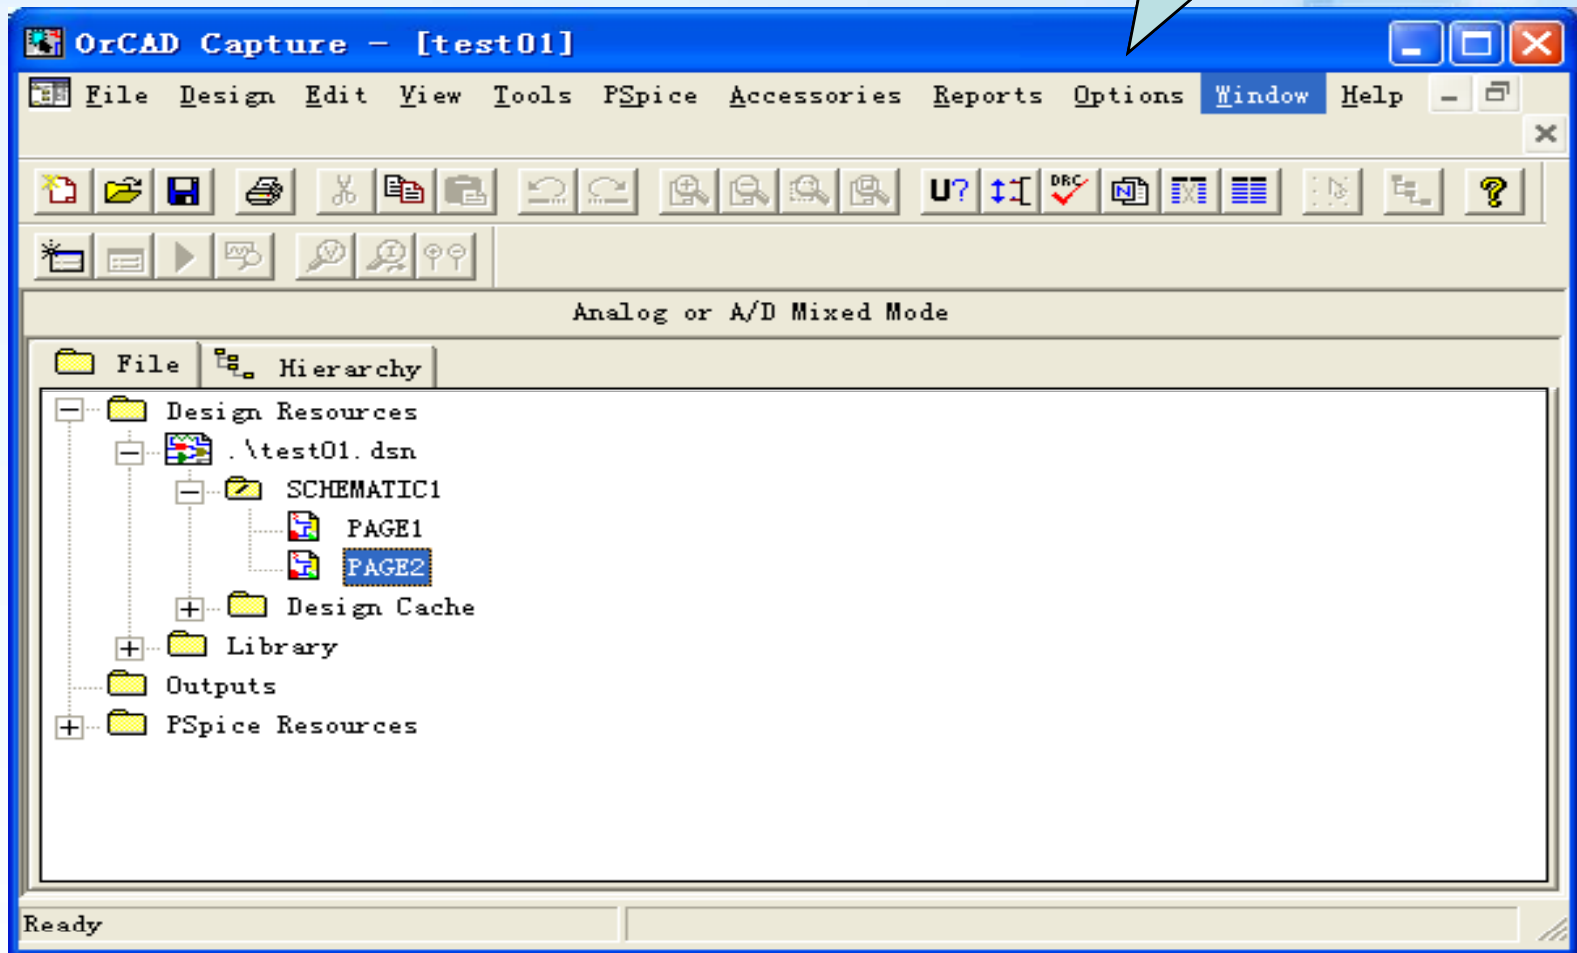 OrCAD Capture - [test01]
File Design Edit View Tools PSpice Accessories Reports Options Window Help
U? DRC N
V I
Analog or A/D Mixed Mode
File Hierarchy
Design Resources
.\test01.dsn
SCHEMATIC1
PAGE1
PAGE2
Design Cache
Library
Outputs
PSpice Resources
Ready